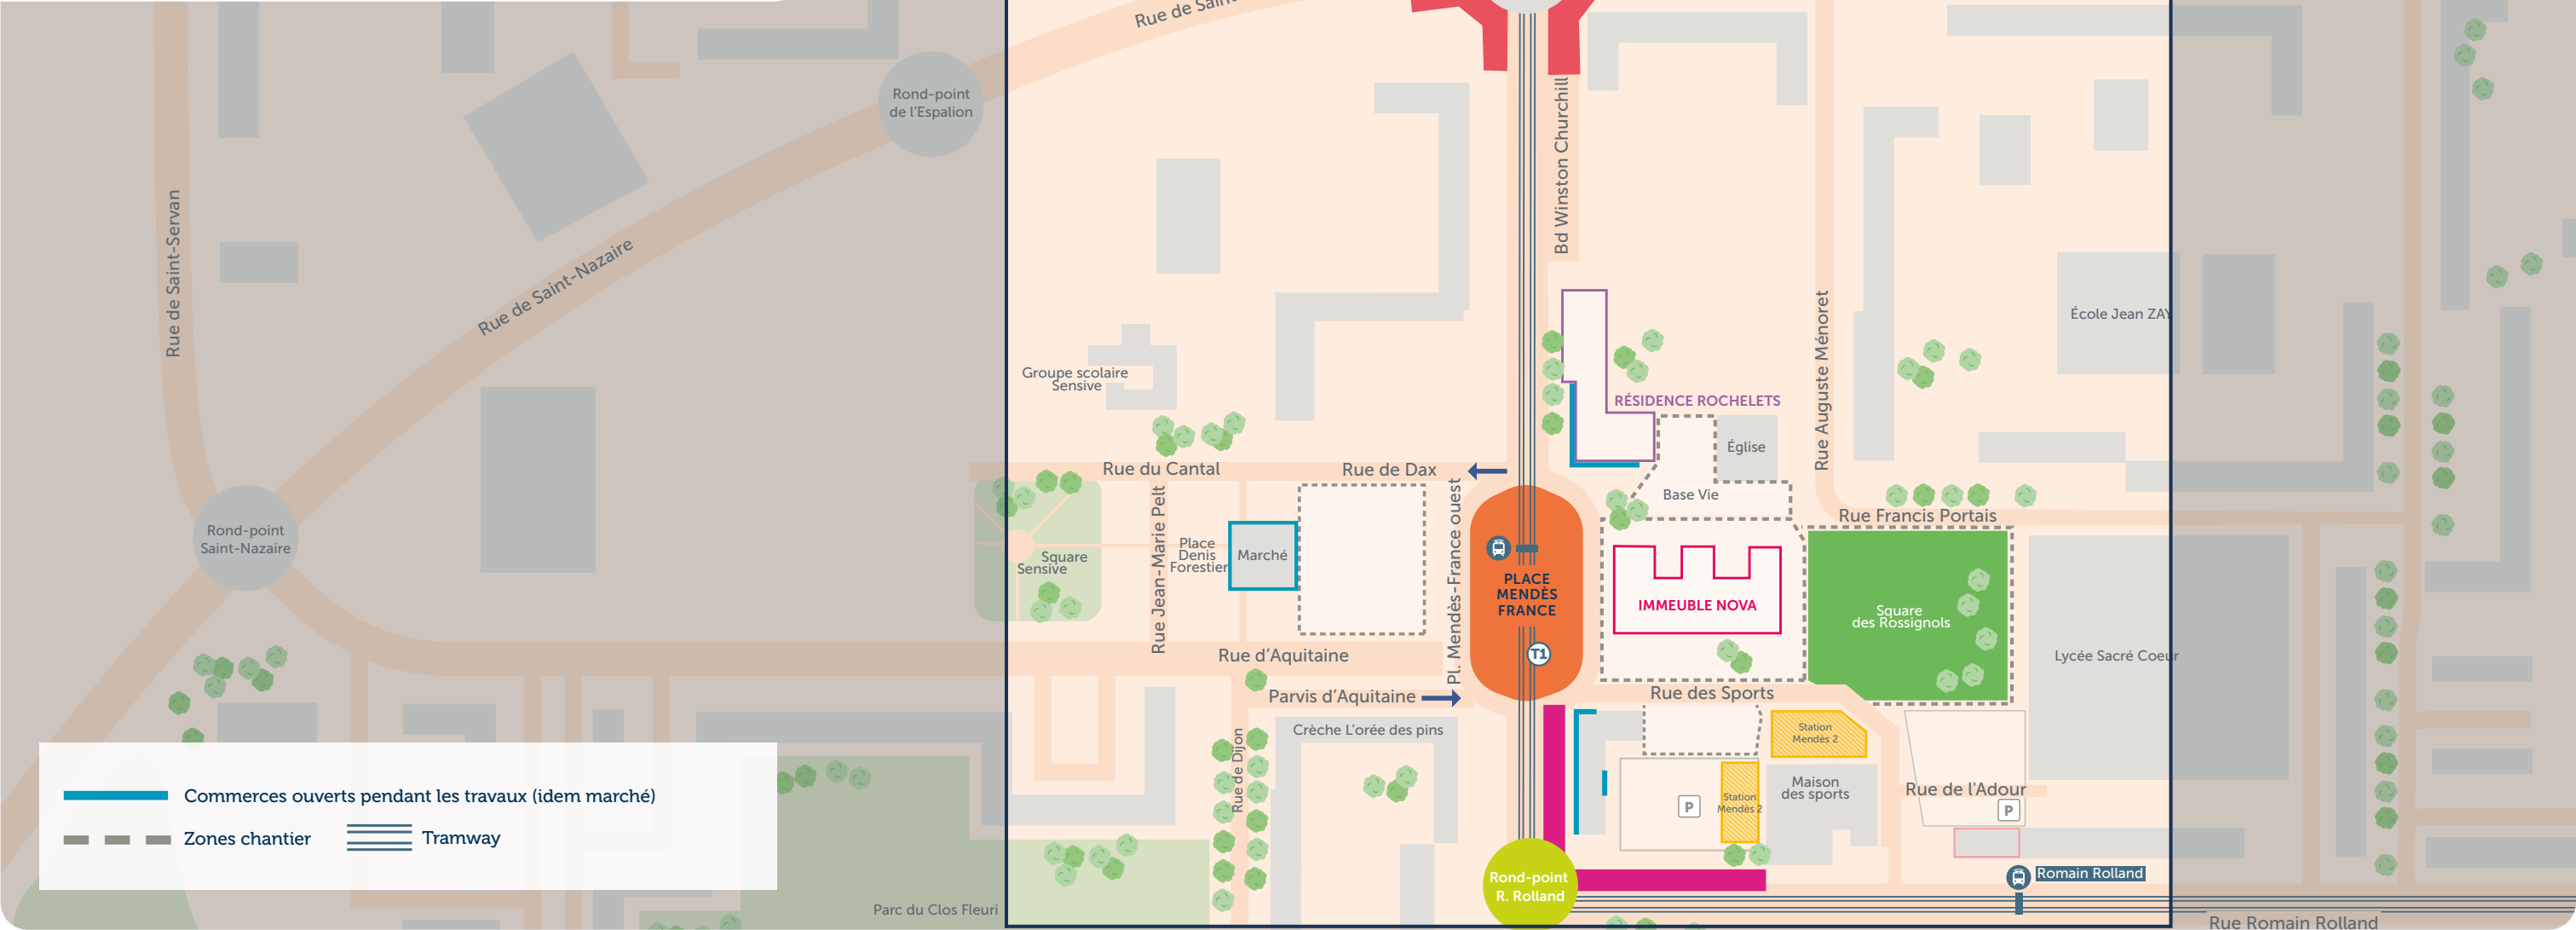 Rue de Saint-
Rond-point
de l'Espalion
Bd Winston Churchill
Rue de Saint-Servan
Rue de Saint-Nazaire
École Jean ZAY
Rue Auguste Ménoret
Groupe scolaire
Sensive
RÉSIDENCE ROCHELETS
Église
Rue du Cantal
Rue de Dax
Base Vie
Rue Francis Portais
Rond-point
Saint-Nazaire
Square
Sensive
Rue Jean-Marie Pelt
Place
Denis
Forestier
Marché
Pl. Mendès-France ouest
PLACE
MENDÈS
FRANCE
T1
IMMEUBLE NOVA
Square
des Rossignols
Lycée Sacré Coeur
Rue d'Aquitaine
Parvis d'Aquitaine
Rue des Sports
Crèche L'orée des pins
Rue de Dijon
Station
Mendès 2
P
Station
Mendès 2
Maison
des sports
Rue de l'Adour
P
Rond-point
R. Rolland
Romain Rolland
Rue Romain Rolland
Parc du Clos Fleuri
Commerces ouverts pendant les travaux (idem marché)
Zones chantier
Tramway